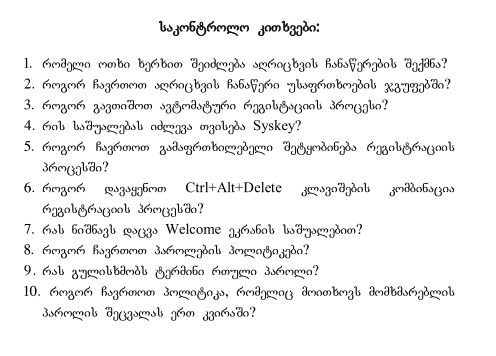 საკონტროლო კითხვები:
1. რომელი ოთხი ხერხით შეიძლება აღრიცხვის ჩანაწერების შექმნა?
2. როგორ ჩავრთოთ აღრიცხვის ჩანაწერი უსაფრთხოების ჯგუფებში?
3. როგორ გავთიშოთ ავტომატური რეგისტაციის პროცესი?
4. რის საშუალებას იძლევა თვისება Syskey?
5. როგორ ჩავრთოთ გამაფრთხილებელი შეტყობინება რეგისტრაციის
პროცესში?
6. როგორ დავაყენოთ Ctrl+Alt+Delete კლავიშების კომბინაცია
რეგისტრაციის პროცესში?
7. რას ნიშნავს დაცვა Welcome ეკრანის საშუალებით?
8. როგორ ჩავრთოთ პაროლების პოლიტიკები?
9. რას გულისხმობს ტერმინი რთული პაროლი?
10. როგორ ჩავრთოთ პოლიტიკა, რომელიც მოითხოვს მომხმარებლის
პაროლის შეცვალას ერთ კვირაში?